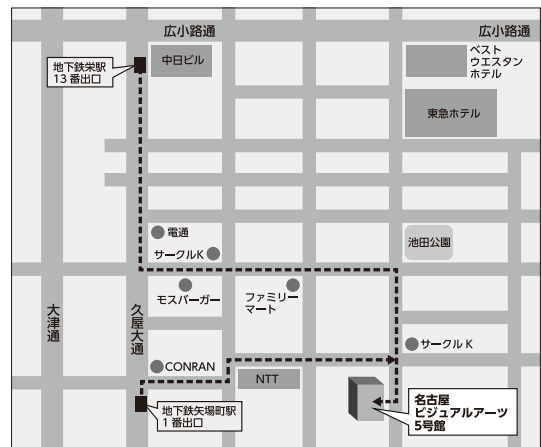 広小路通
広小路通
地下鉄栄駅
13番出口
中日ビル
ベスト
ウエスタン
ホテル
東急ホテル
電通
サークルK
池田公園
モスバーガー
ファミリー
マート
大津通
久屋大通
サークルK
CONRAN
NTT
地下鉄矢場町駅
1番出口
名古屋
ビジュアルアーツ
5号館